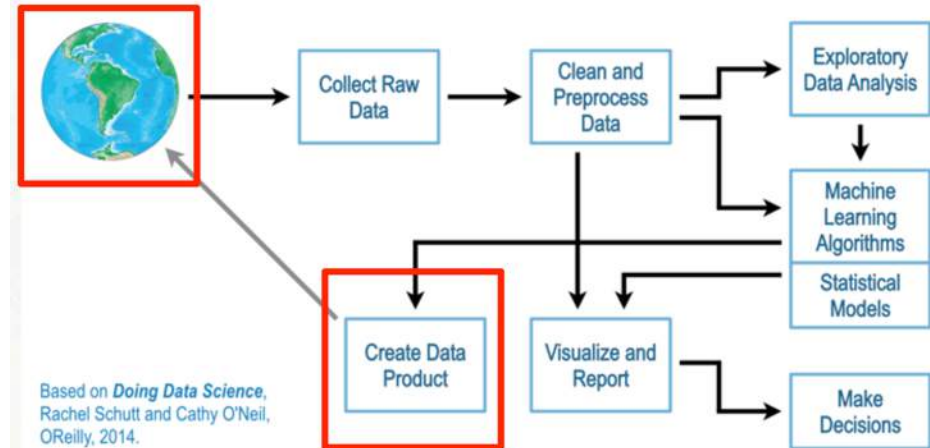 Collect Raw
Data
Clean and
Preprocess
Data
Exploratory
Data Analysis
Machine
Learning
Algorithms
Statistical
Models
Create Data
Product
Visualize and
Report
Make
Decisions
Based on Doing Data Science,
Rachel Schutt and Cathy O'Neil,
OReilly, 2014.